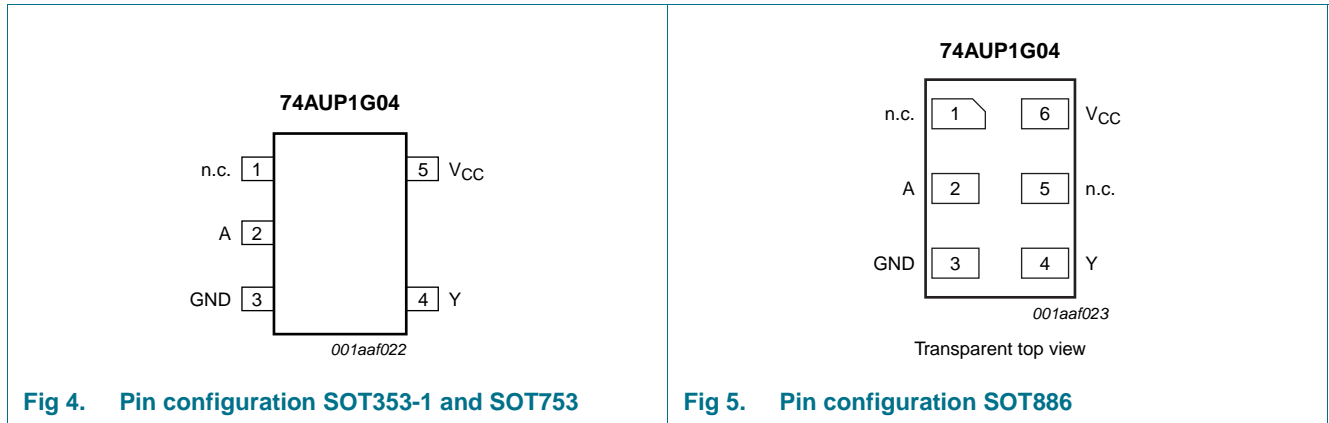 74AUP1G04
n.c. 1 5 VCC
A 2
GND 3 4 Y
001aaf022
Fig 4. Pin configuration SOT353-1 and SOT753
74AUP1G04
n.c. 1 6 VCC
A 2 5 n.c.
GND 3 4 Y
001aaf023
Transparent top view
Fig 5. Pin configuration SOT886